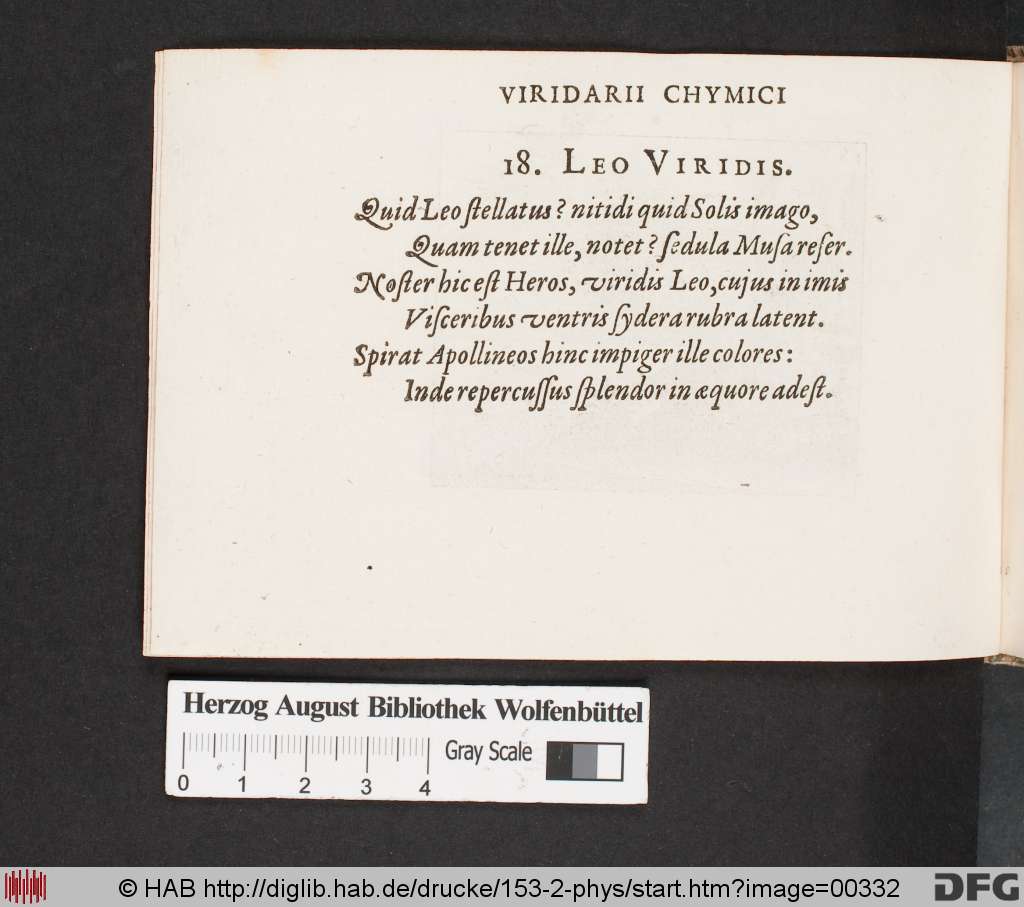 VIRIDARII CHYMICI
18. LEO VIRIDIS.
Quid Leo ſtellatus? nitidi quid Solis imago,
Quam tenet ille, notet? ſedula Muſa refer.
Noſter hic eſt Heros, viridis Leo, cujus in imis
Viſceribus ventris ſydera rubra latent.
Spirat Apollineos hinc impiger ille colores:
Inde repercuſſus ſplendor in æquore adeſt.
Herzog August Bibliothek Wolfenbüttel
Gray Scale
0 1 2 3 4
© HAB http://diglib.hab.de/drucke/153-2-phys/start.htm?image=00332
DFG